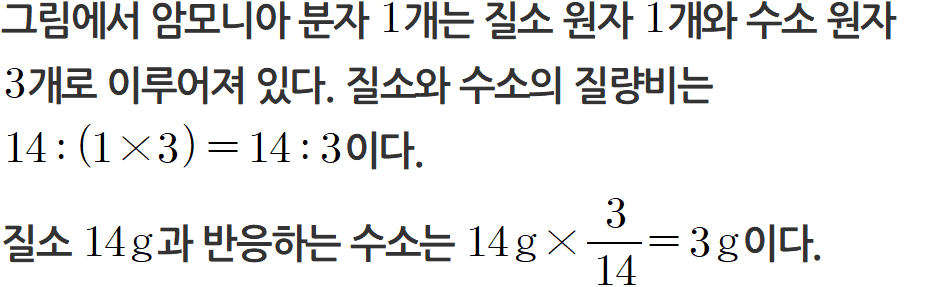 그림에서 암모니아 분자 1개는 질소 원자 1개와 수소 원자
3개로 이루어져 있다. 질소와 수소의 질량비는
14 : (1×3) = 14 : 3이다.
질소 14g과 반응하는 수소는 14g × 3/14 = 3g이다.